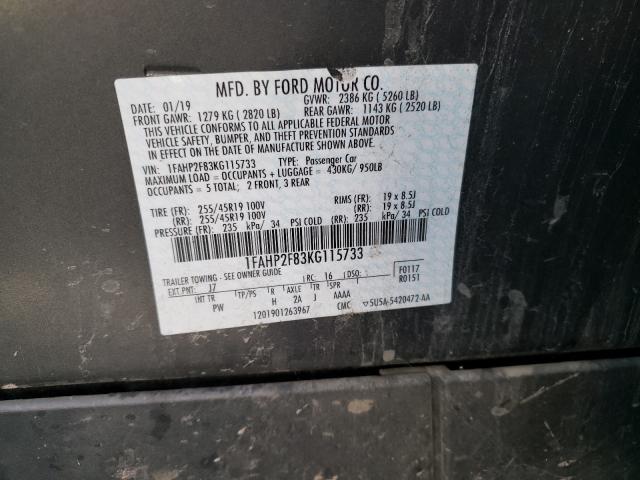 MFD. BY FORD MOTOR CO.
DATE: 01/19 GVWR: 2386 KG ( 5260 LB)
FRONT GAWR: 1279 KG ( 2820 LB) REAR GAWR: 1143 KG ( 2520 LB)
THIS VEHICLE CONFORMS TO ALL APPLICABLE FEDERAL MOTOR
VEHICLE SAFETY, BUMPER, AND THEFT PREVENTION STANDARDS
IN EFFECT ON THE DATE OF MANUFACTURE SHOWN ABOVE.
VIN: 1FAHP2F83KG115733 TYPE: Passenger Car
MAXIMUM LOAD = OCCUPANTS + LUGGAGE = 430KG/ 950LB
OCCUPANTS = 5 TOTAL; 2 FRONT, 3 REAR
TIRE (FR): 255/45R19 100V RIMS (FR): 19 x 8.5J
(RR): 255/45R19 100V (RR): 19 x 8.5J
PRESSURE (FR): 235 kPa/ 34 PSI COLD (RR): 235 kPa/ 34 PSI COLD
1FAHP2F83KG115733
TRAILER TOWING - SEE OWNER GUIDE
EXT PNT: J7 RC: 16 DSO: F0117
INT TR TP/PS R AXLE TR SPR R0151
PW H 2A J AAAA
1201901263967 CMC 5U5A-5420472-AA